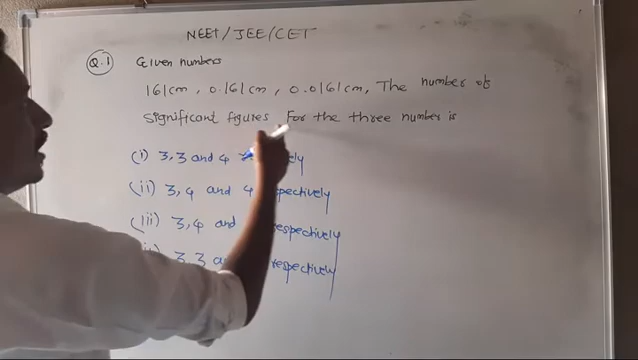 NEET/JEE/CET
Q.1 Given numbers
161cm, 0.161cm, 0.0161cm, The number of
significant figures For the three number is
(i) 3,3 and 4
(ii) 3,4 and 4 respectively
(iii) 3,4 and respectively
3,3 respectively